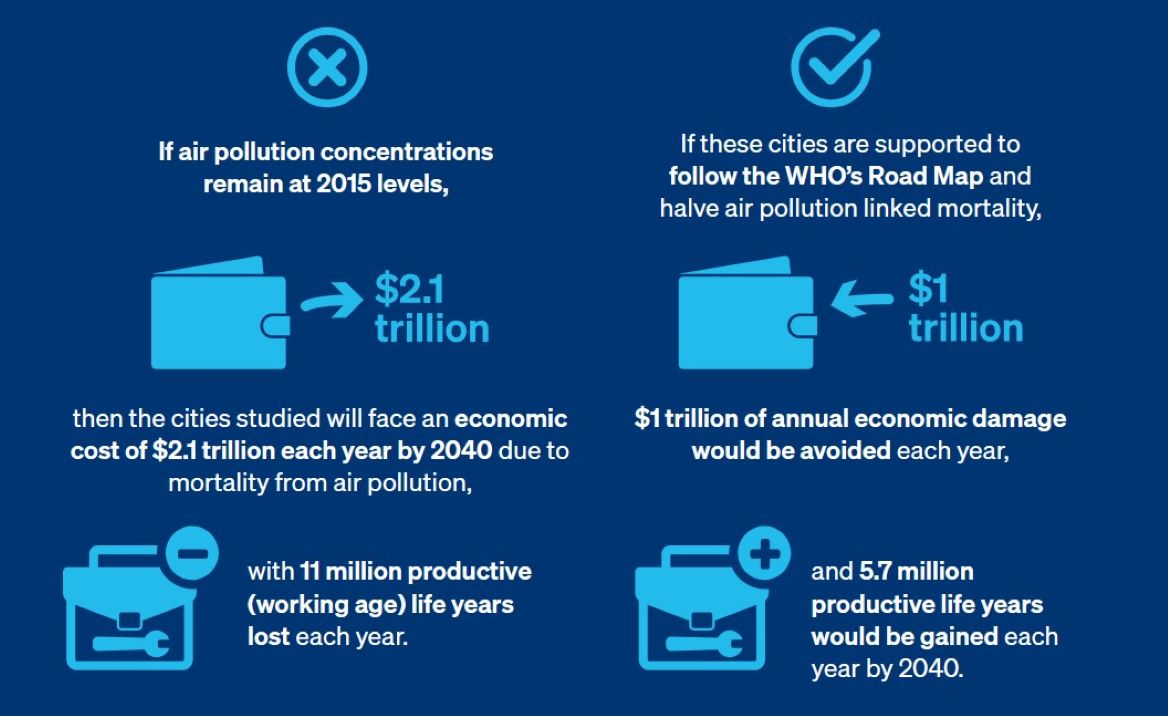 If air pollution concentrations
remain at 2015 levels,
$2.1
trillion
then the cities studied will face an economic
cost of $2.1 trillion each year by 2040 due to
mortality from air pollution,
with 11 million productive
(working age) life years
lost each year.
If these cities are supported to
follow the WHO’s Road Map and
halve air pollution linked mortality,
$1
trillion
$1 trillion of annual economic damage
would be avoided each year,
and 5.7 million
productive life years
would be gained each
year by 2040.